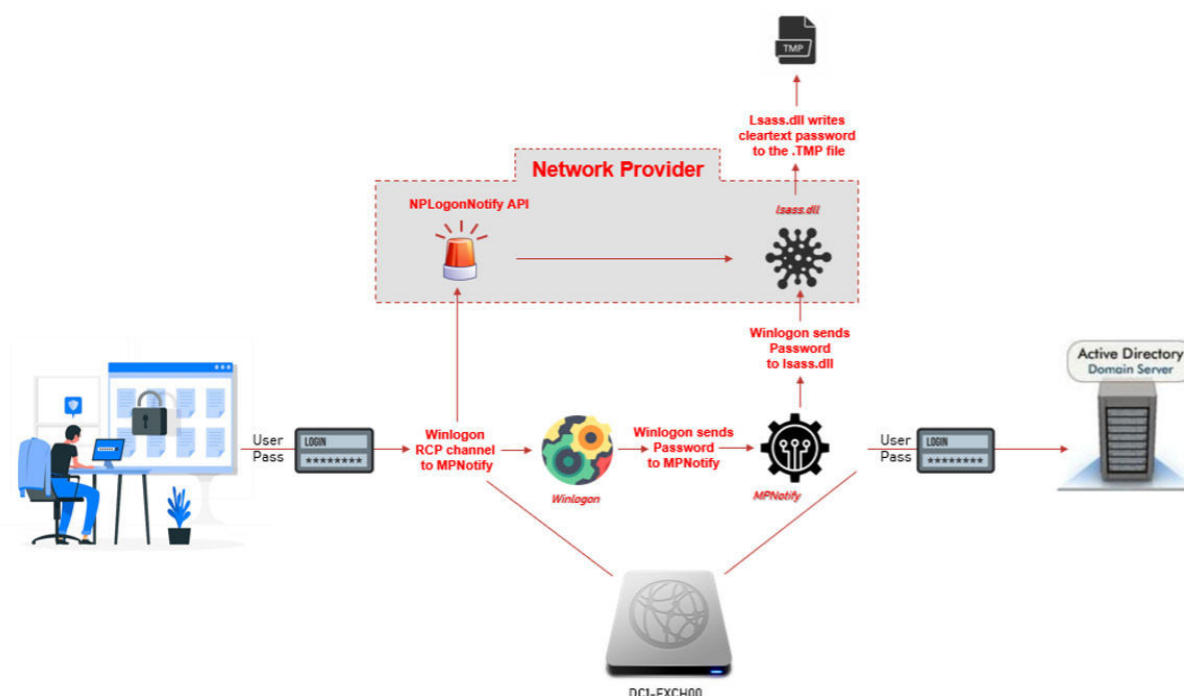 TMP
Lsass.dll writes
cleartext password
to the .TMP file
Network Provider
NPLogonNotify API
lsass.dll
Winlogon sends
Password
to lsass.dll
Active Directory
Domain Server
User
Pass
LOGIN
********
Winlogon
RCP channel
to MPNotify
Winlogon
Winlogon sends
Password
to MPNotify
MPNotify
User
Pass
LOGIN
********
DC1-EXCH00